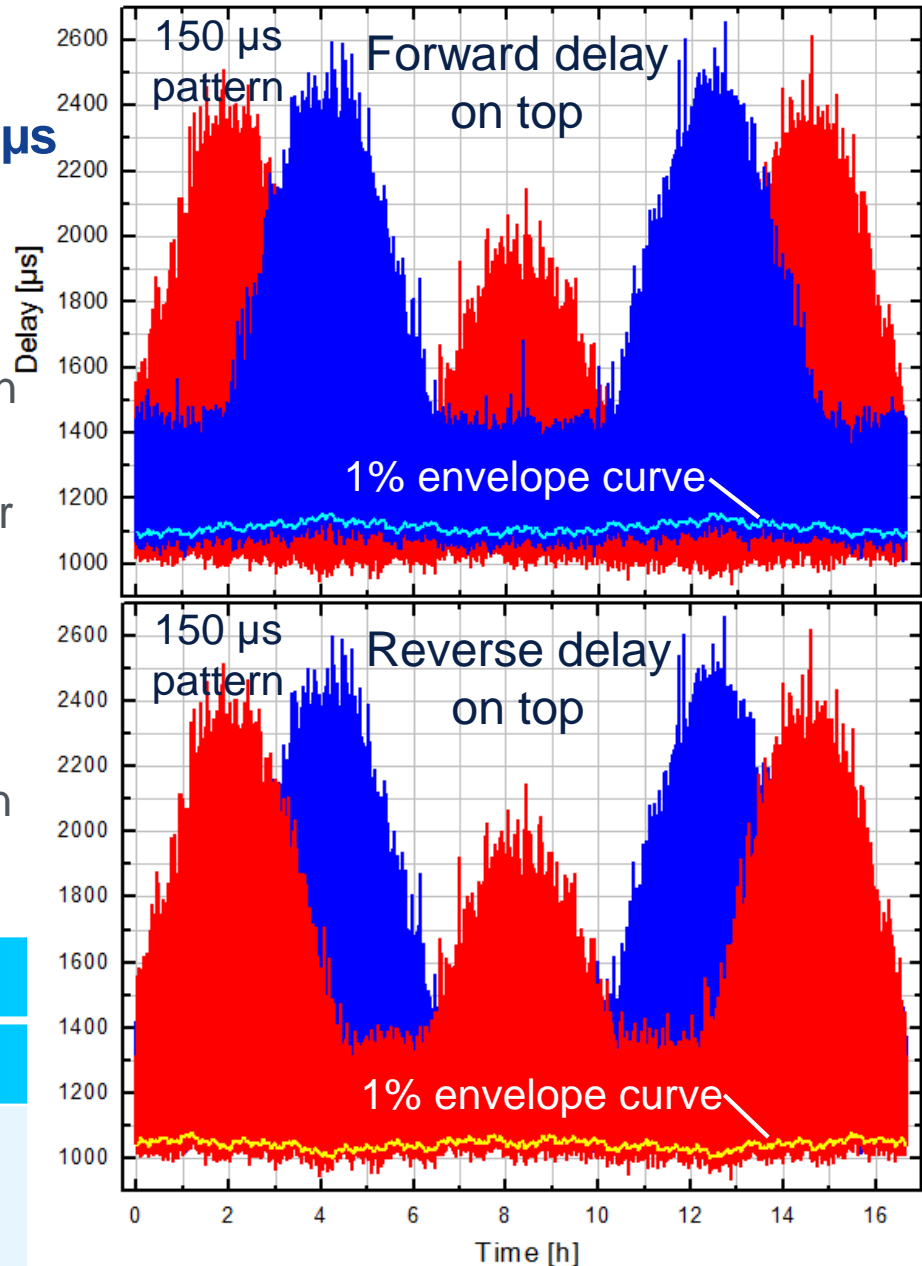 µs
n
r
n
150 µs
pattern
Forward delay
on top
1% envelope curve
Delay [µs]
2600
2400
2200
2000
1800
1600
1400
1200
1000
150 µs
pattern
Reverse delay
on top
1% envelope curve
2600
2400
2200
2000
1800
1600
1400
1200
1000
0 2 4 6 8 10 12 14 16
Time [h]